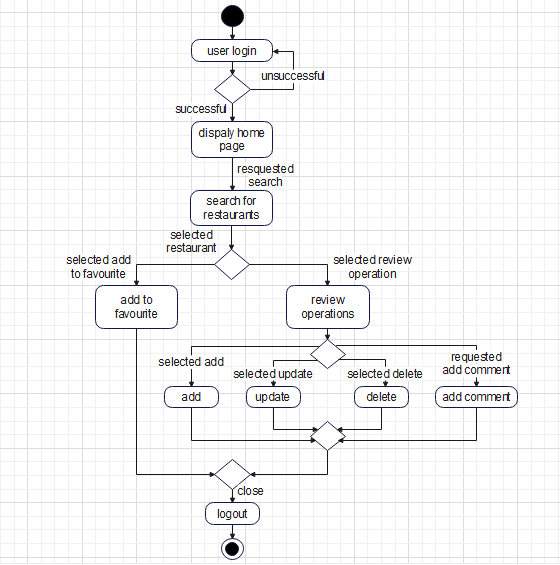 user login
unsuccessful
successful
dispaly home
page
resquested
search
search for
restaurants
selected
restaurant
selected add
to favourite
selected review
operation
add to
favourite
review
operations
selected add
selected update
selected delete
requested
add comment
add
update
delete
add comment
close
logout